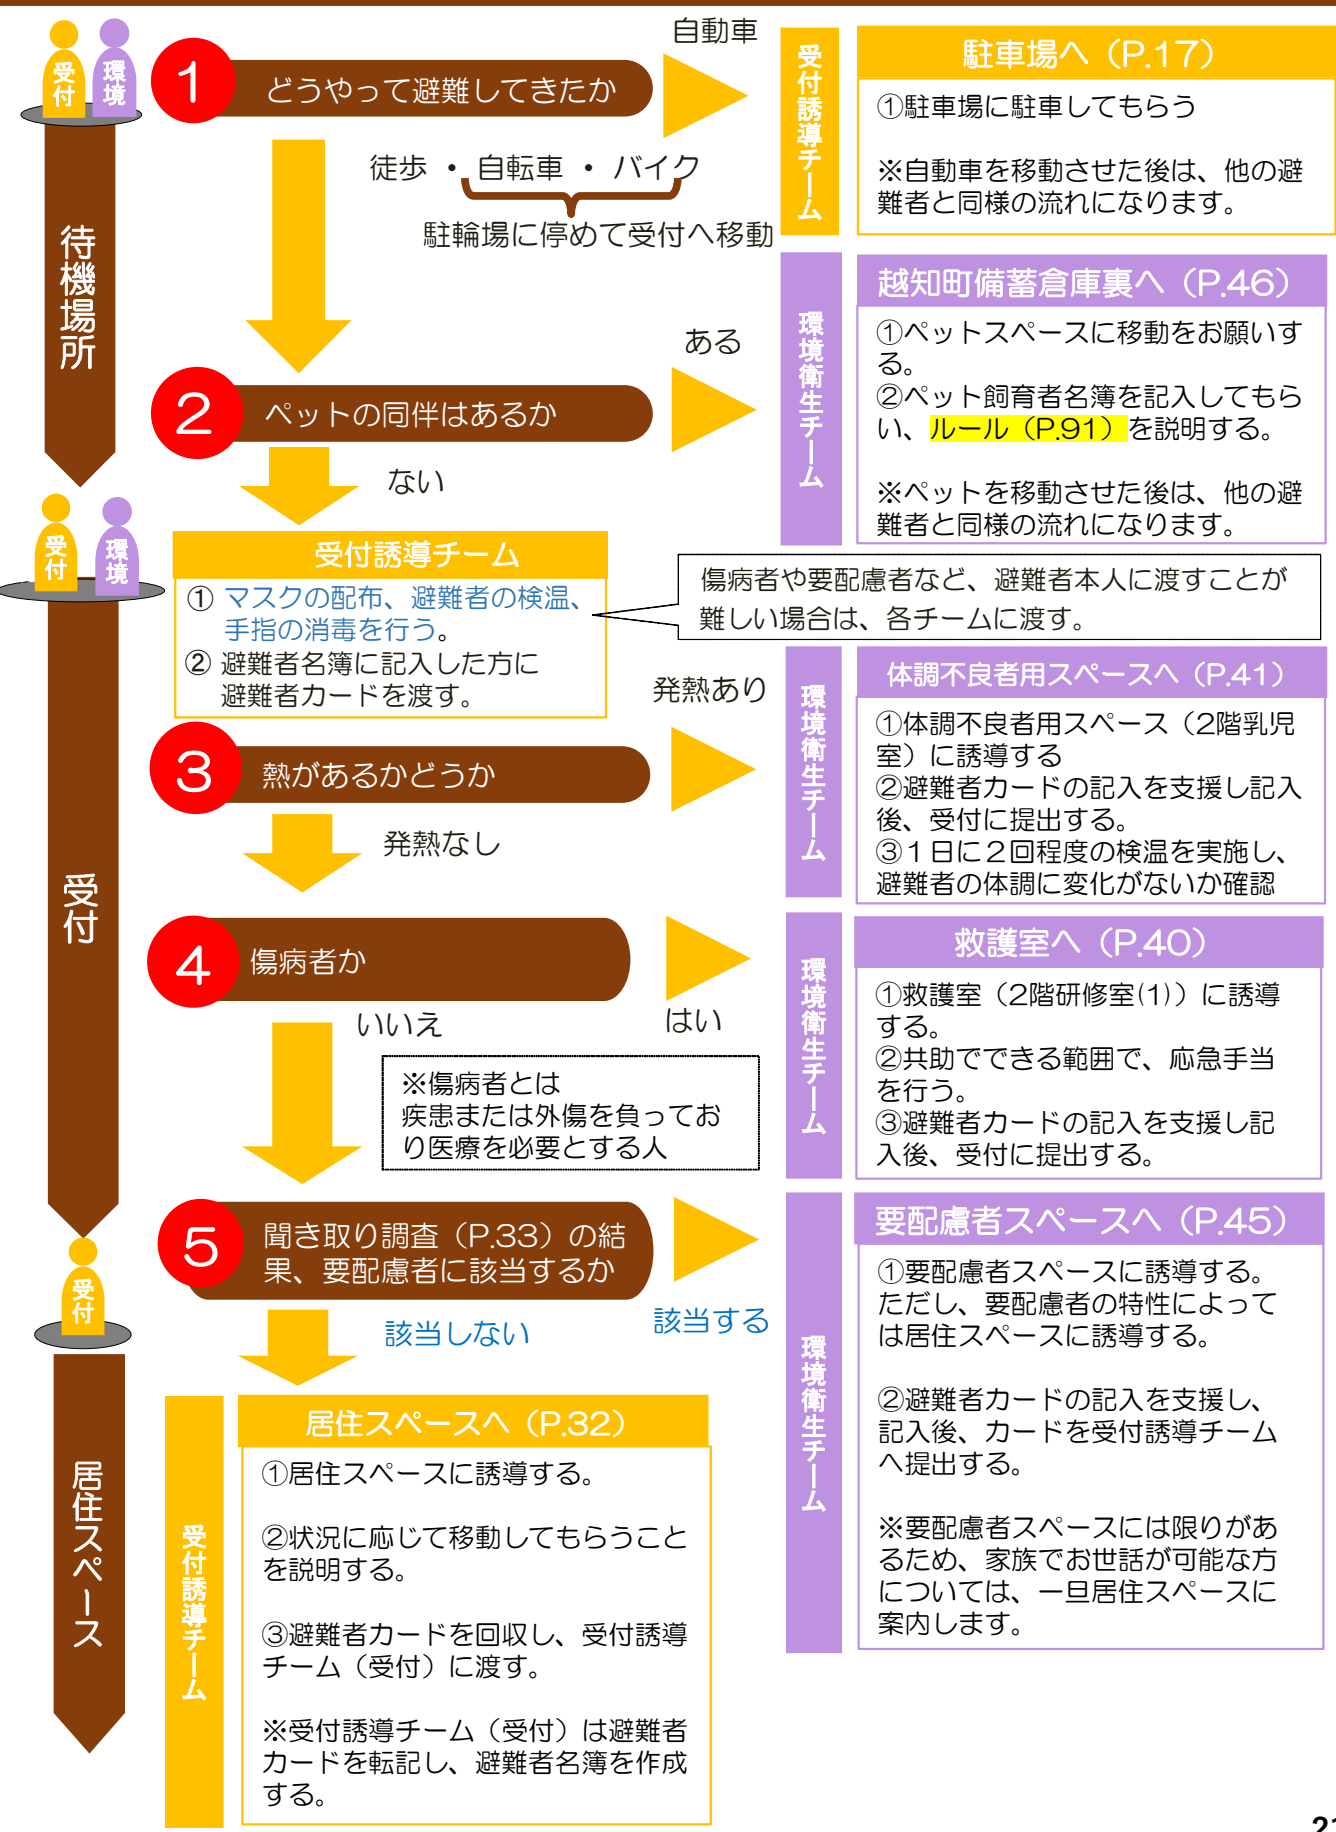 受付
環境
1
どうやって避難してきたか
自動車
受付誘導チーム
駐車場へ（P.17）
①駐車場に駐車してもらう
※自動車を移動させた後は、他の避
難者と同様の流れになります。
徒歩 ・ 自転車 ・ バイク
駐輪場に停めて受付へ移動
待機場所
2
ペットの同伴はあるか
ある
ない
環境衛生チーム
越知町備蓄倉庫裏へ（P.46）
①ペットスペースに移動をお願いす
る。
②ペット飼育者名簿を記入してもら
い、ルール（P.91）を説明する。
※ペットを移動させた後は、他の避
難者と同様の流れになります。
受付
環境
受付誘導チーム
① マスクの配布、避難者の検温、
手指の消毒を行う。
② 避難者名簿に記入した方に
避難者カードを渡す。
傷病者や要配慮者など、避難者本人に渡すことが
難しい場合は、各チームに渡す。
受付
3
熱があるかどうか
発熱あり
発熱なし
環境衛生チーム
体調不良者用スペースへ（P.41）
①体調不良者用スペース（2階乳児
室）に誘導する
②避難者カードの記入を支援し記入
後、受付に提出する。
③１日に２回程度の検温を実施し、
避難者の体調に変化がないか確認
4
傷病者か
はい
いいえ
※傷病者とは
疾患または外傷を負ってお
り医療を必要とする人
環境衛生チーム
救護室へ（P.40）
①救護室（2階研修室(1)）に誘導
する。
②共助でできる範囲で、応急手当
を行う。
③避難者カードの記入を支援し記
入後、受付に提出する。
5
聞き取り調査（P.33）の結
果、要配慮者に該当するか
該当する
該当しない
環境衛生チーム
要配慮者スペースへ（P.45）
①要配慮者スペースに誘導する。
ただし、要配慮者の特性によって
は居住スペースに誘導する。
②避難者カードの記入を支援し、
記入後、カードを受付誘導チーム
へ提出する。
※要配慮者スペースには限りがあ
るため、家族でお世話が可能な方
については、一旦居住スペースに
案内します。
受付
居住スペース
受付誘導チーム
居住スペースへ（P.32）
①居住スペースに誘導する。
②状況に応じて移動してもらうこと
を説明する。
③避難者カードを回収し、受付誘導
チーム（受付）に渡す。
※受付誘導チーム（受付）は避難者
カードを転記し、避難者名簿を作成
する。
21